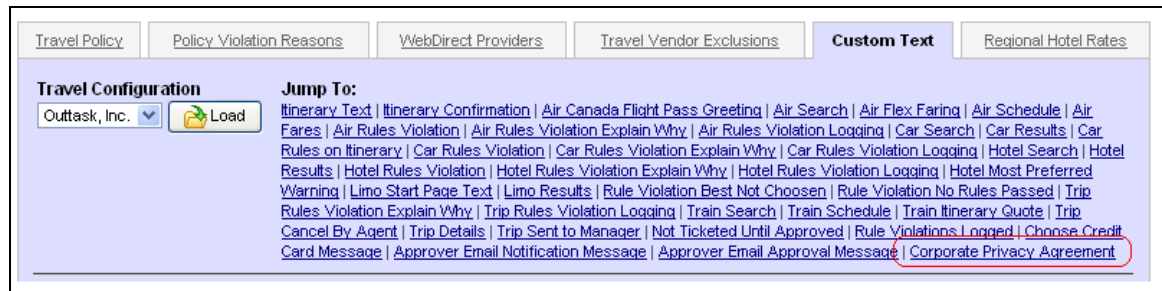 Travel Policy Policy Violation Reasons WebDirect Providers Travel Vendor Exclusions Custom Text Regional Hotel Rates
Travel Configuration
Outtask, Inc. Load
Jump To:
Itinerary Text | Itinerary Confirmation | Air Canada Flight Pass Greeting | Air Search | Air Flex Faring | Air Schedule | Air
Fares | Air Rules Violation | Air Rules Violation Explain Why | Air Rules Violation Logging | Car Search | Car Results | Car
Rules on Itinerary | Car Rules Violation | Car Rules Violation Explain Why | Car Rules Violation Logging | Hotel Search | Hotel
Results | Hotel Rules Violation | Hotel Rules Violation Explain Why | Hotel Rules Violation Logging | Hotel Most Preferred
Warning | Limo Start Page Text | Limo Results | Rule Violation Best Not Choosen | Rule Violation No
Rules Passed | Trip
Rules Violation Explain Why | Trip Rules Violation Logging | Train Search | Train Schedule | Train Itinerary Quote | Trip
Cancel By Agent | Trip Details | Trip Sent to Manager | Not Ticketed Until Approved | Rule Violations Logged | Choose Credit
Card Message | Approver Email Notification Message | Approver Email Approval Message | Corporate Privacy Agreement